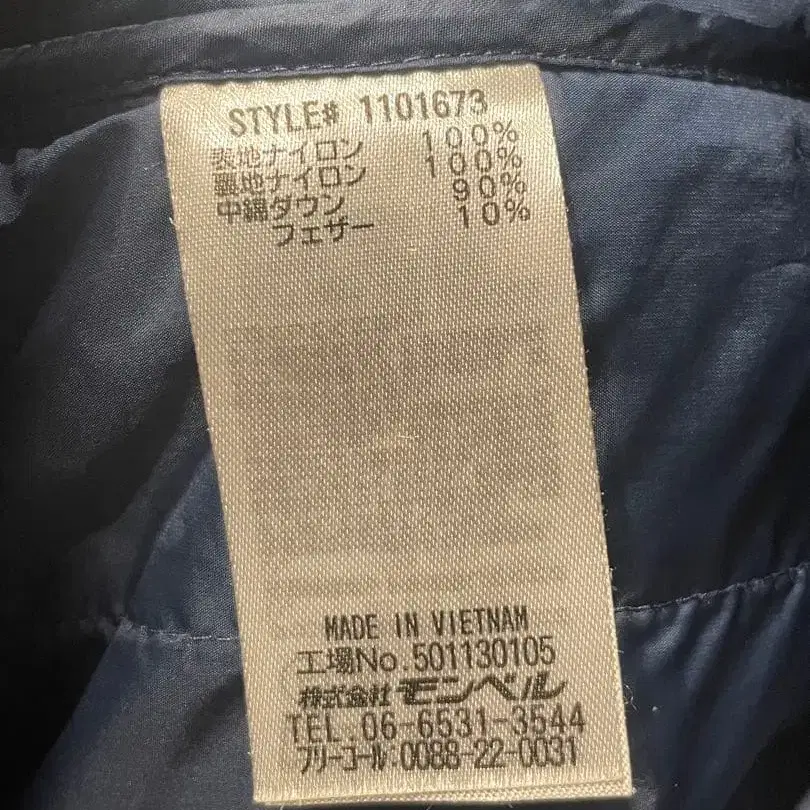 STYLE# 1101673
表地ナイロン 100%
裏地ナイロン 100%
中綿ダウン 90%
フェザー 10%
MADE IN VIETNAM
工場No.501130105
株式会社モンベル
TEL.06-6531-3544
フリーコール:0088-22-0031